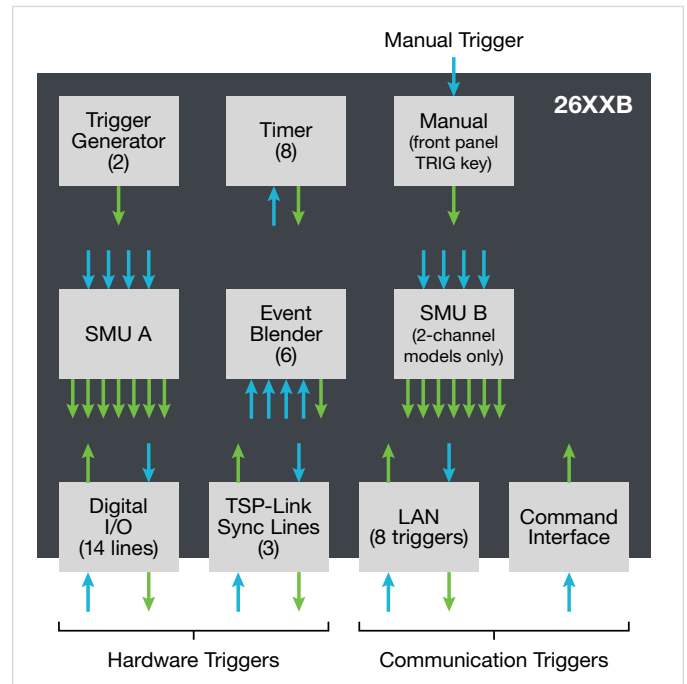 Manual Trigger
26XXB
Trigger
Generator
(2)
Timer
(8)
Manual
(front panel
TRIG key)
SMU A
Event
Blender
(6)
SMU B
(2-channel
models only)
Digital
I/O
(14 lines)
TSP-Link
Sync Lines
(3)
LAN
(8 triggers)
Command
Interface
Hardware Triggers
Communication Triggers